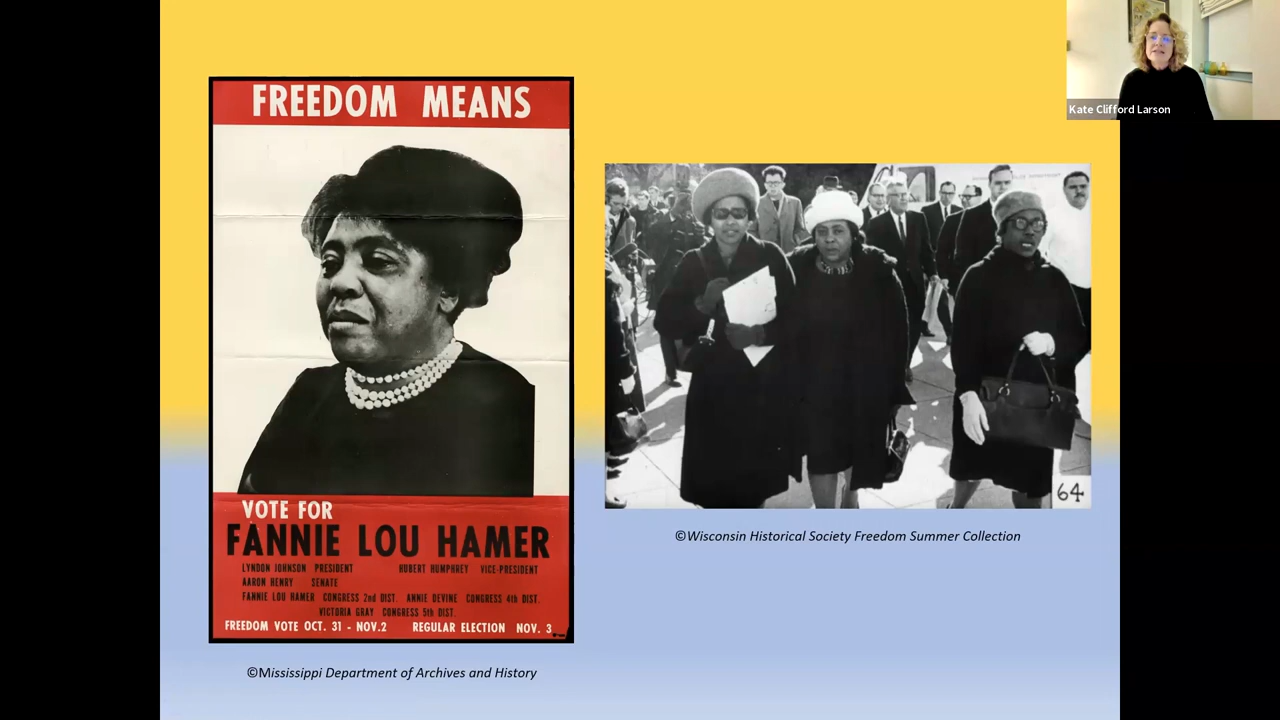 FREEDOM MEANS
VOTE FOR
FANNIE LOU HAMER
LYNDON JOHNSON PRESIDENT HUBERT HUMPHREY VICE-PRESIDENT
AARON HENRY SENATE
FANNIE LOU HAMER CONGRESS 2nd DIST. ANNIE DEVINE CONGRESS 4th DIST.
VICTORIA GRAY CONGRESS 5th DIST.
FREEDOM VOTE OCT. 31 - NOV.2 REGULAR ELECTION NOV. 3
©Mississippi Department of Archives and History
64
©Wisconsin Historical Society Freedom Summer Collection
Kate Clifford Larson